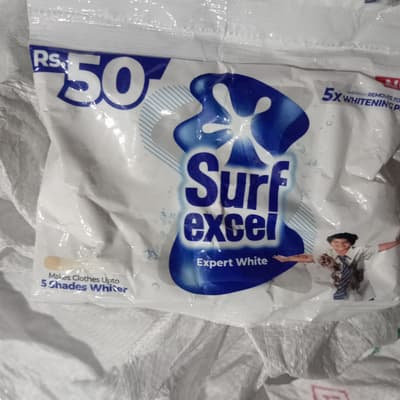 Rs.50
5X
WHITENING
Surf
excel
Expert White
Makes Clothes Upto
5 Shades Whiter